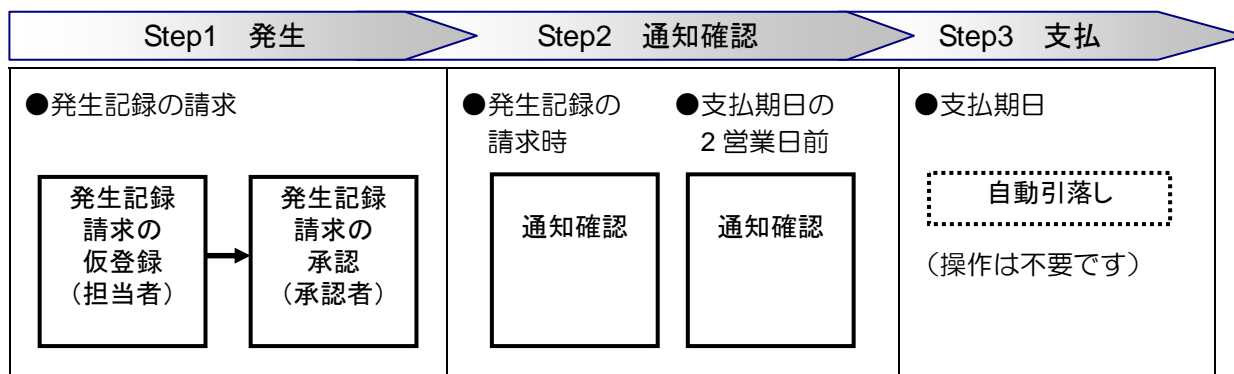 Step1 発生
Step2 通知確認
Step3 支払
●発生記録の請求
発生記録
請求の
仮登録
(担当者)
発生記録
請求の
承認
(承認者)
●発生記録の
請求時
通知確認
●支払期日の
2 営業日前
通知確認
●支払期日
自動引落し
(操作は不要です)